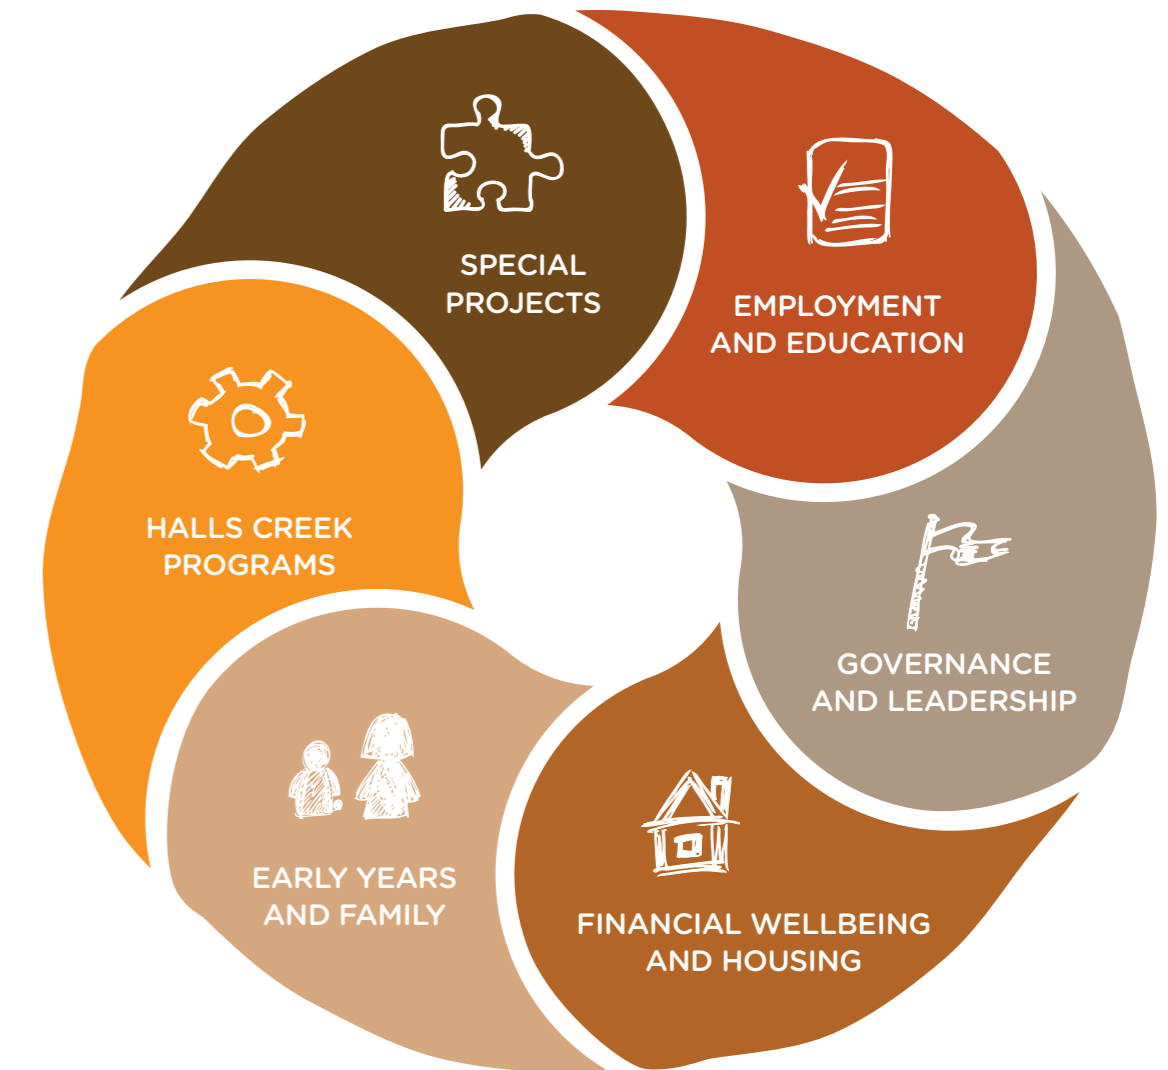 SPECIAL
PROJECTS
EMPLOYMENT
AND EDUCATION
HALLS CREEK
PROGRAMS
GOVERNANCE
AND LEADERSHIP
EARLY YEARS
AND FAMILY
FINANCIAL WELLBEING
AND HOUSING